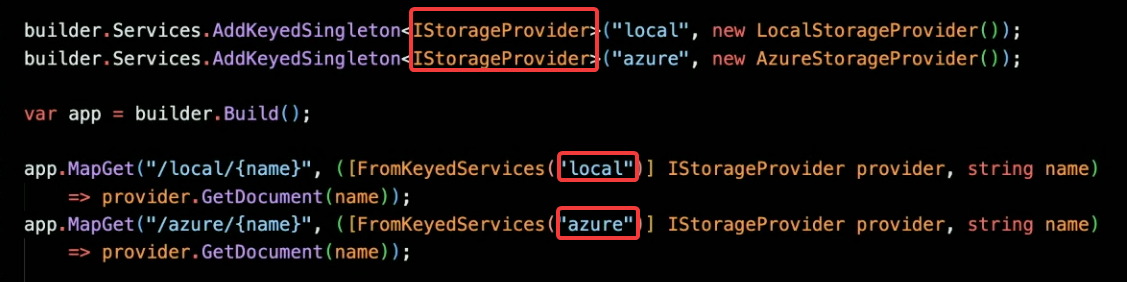 builder.Services.AddKeyedSingleton<IStorageProvider>("local", new LocalStorageProvider());
builder.Services.AddKeyedSingleton<IStorageProvider>("azure", new AzureStorageProvider());
var app = builder.Build();
app.MapGet("/local/{name}", ([FromKeyedServices("local")] IStorageProvider provider, string name)
=> provider.GetDocument(name));
app.MapGet("/azure/{name}", ([FromKeyedServices("azure")] IStorageProvider provider, string name)
=> provider.GetDocument(name));